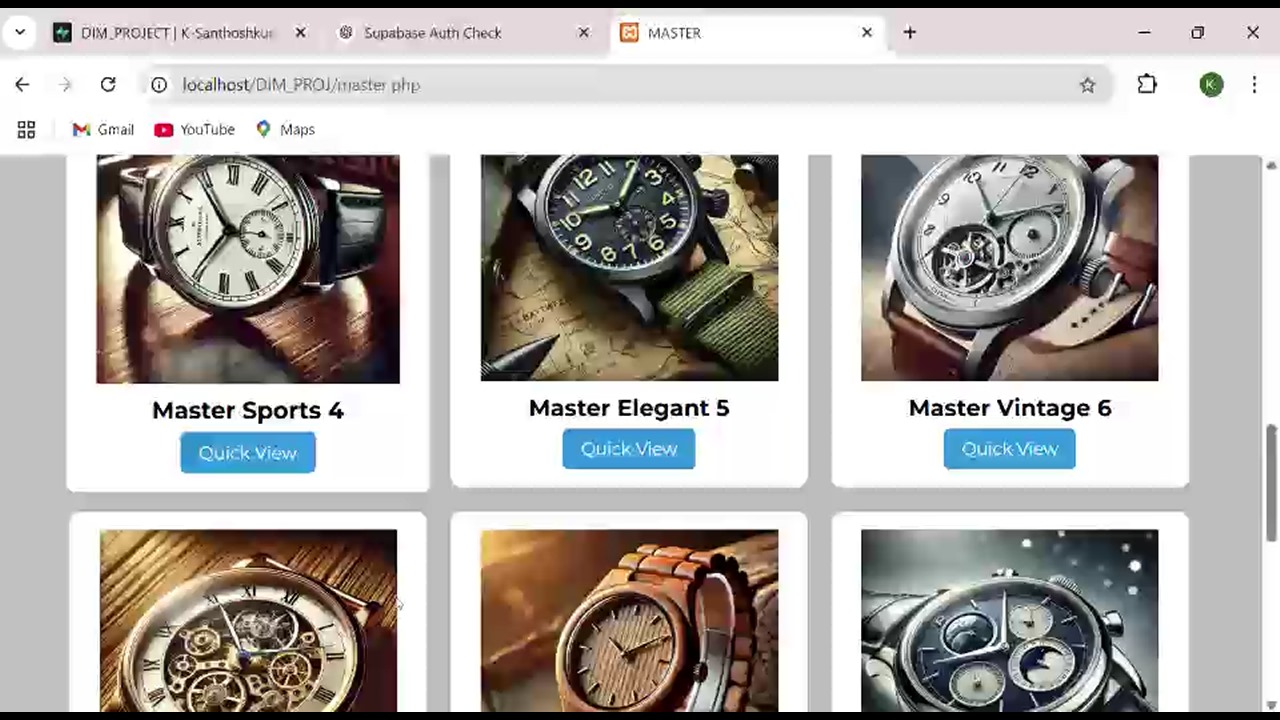 DIM_PROJECT | K-Santhoshkur
Supabase Auth Check
MASTER
localhost/DIM_PROJ/master.php
K
Gmail
YouTube
Maps
Master Sports 4
Master Elegant 5
Master Vintage 6
Quick View
Quick View
Quick View